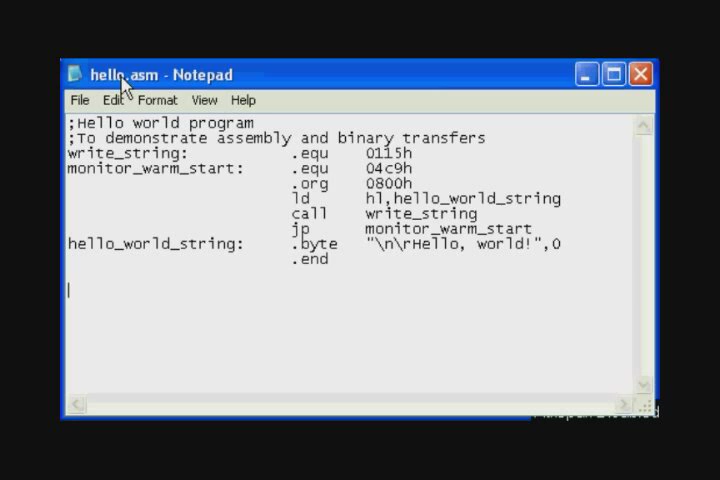 hello.asm - Notepad
File Edit Format View Help
;Hello world program
;To demonstrate assembly and binary transfers
write_string: .equ 0115h
monitor_warm_start: .equ 04c9h
.org 0800h
ld hl,hello_world_string
call write_string
jp monitor_warm_start
hello_world_string: .byte "\n\rHello, world!",0
.end